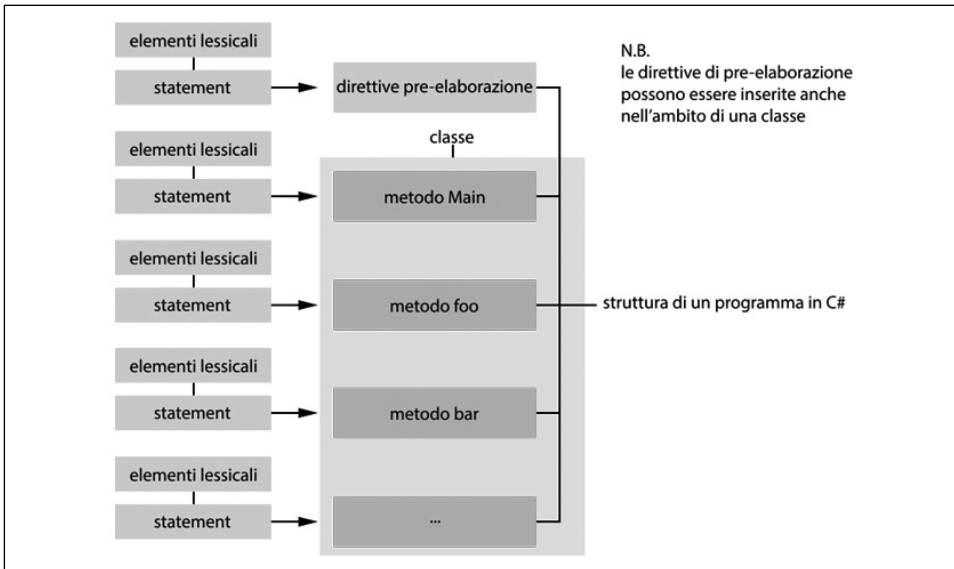 elementi lessicali
statement
direttive pre-elaborazione
N.B.
le direttive di pre-elaborazione
possono essere inserite anche
nell'ambito di una classe
classe
elementi lessicali
statement
metodo Main
elementi lessicali
statement
metodo foo
struttura di un programma in C#
elementi lessicali
statement
metodo bar
elementi lessicali
statement
...